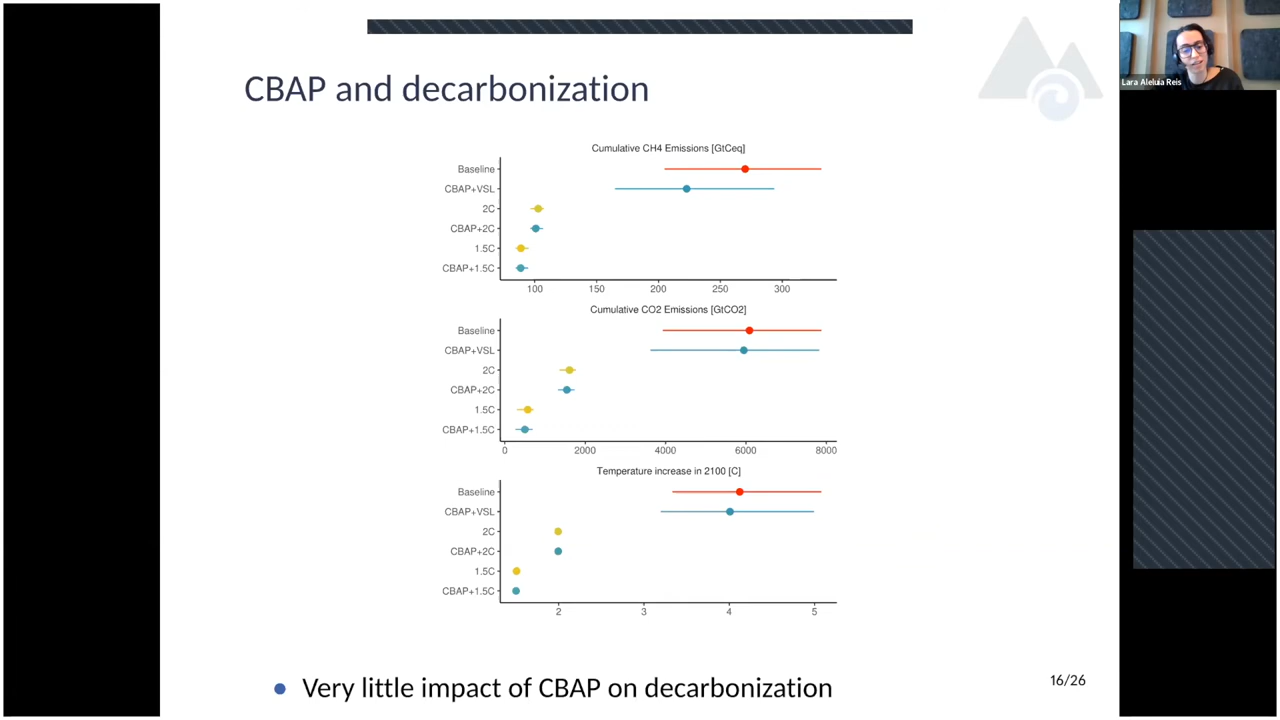 CBAP and decarbonization
Lara Aleluia Reis
Cumulative CH4 Emissions [GtCeq]
Baseline
CBAP+VSL
2C
CBAP+2C
1.5C
CBAP+1.5C
100 150 200 250 300
Cumulative CO2 Emissions [GtCO2]
Baseline
CBAP+VSL
2C
CBAP+2C
1.5C
CBAP+1.5C
0 2000 4000 6000 8000
Temperature increase in 2100 [C]
Baseline
CBAP+VSL
2C
CBAP+2C
1.5C
CBAP+1.5C
2 3 4 5
Very little impact of CBAP on decarbonization
16/26